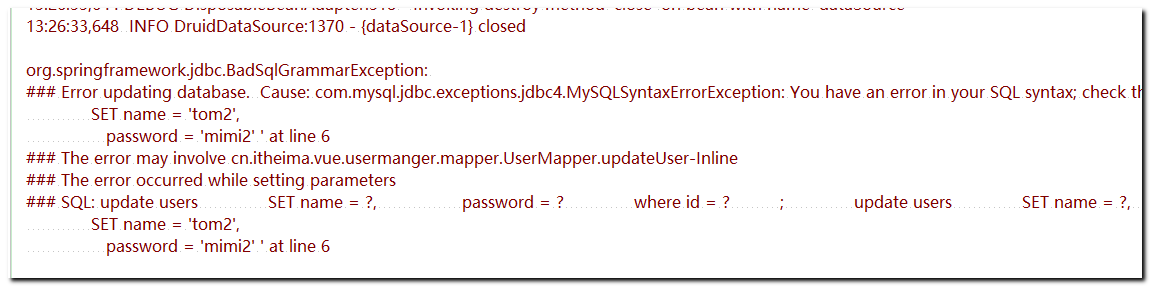 13:26:33,648 INFO DruidDataSource:1370 - {dataSource-1} closed
org.springframework.jdbc.BadSqlGrammarException:
### Error updating database. Cause: com.mysql.jdbc.exceptions.jdbc4.MySQLSyntaxErrorException: You have an error in your SQL syntax; check th
SET name = 'tom2',
password = 'mimi2' ' at line 6
### The error may involve cn.itheima.vue.usermanger.mapper.UserMapper.updateUser-Inline
### The error occurred while setting parameters
### SQL: update users SET name = ?, password = ? where id = ? ; update users SET name = ?,
SET name = 'tom2',
password = 'mimi2' ' at line 6